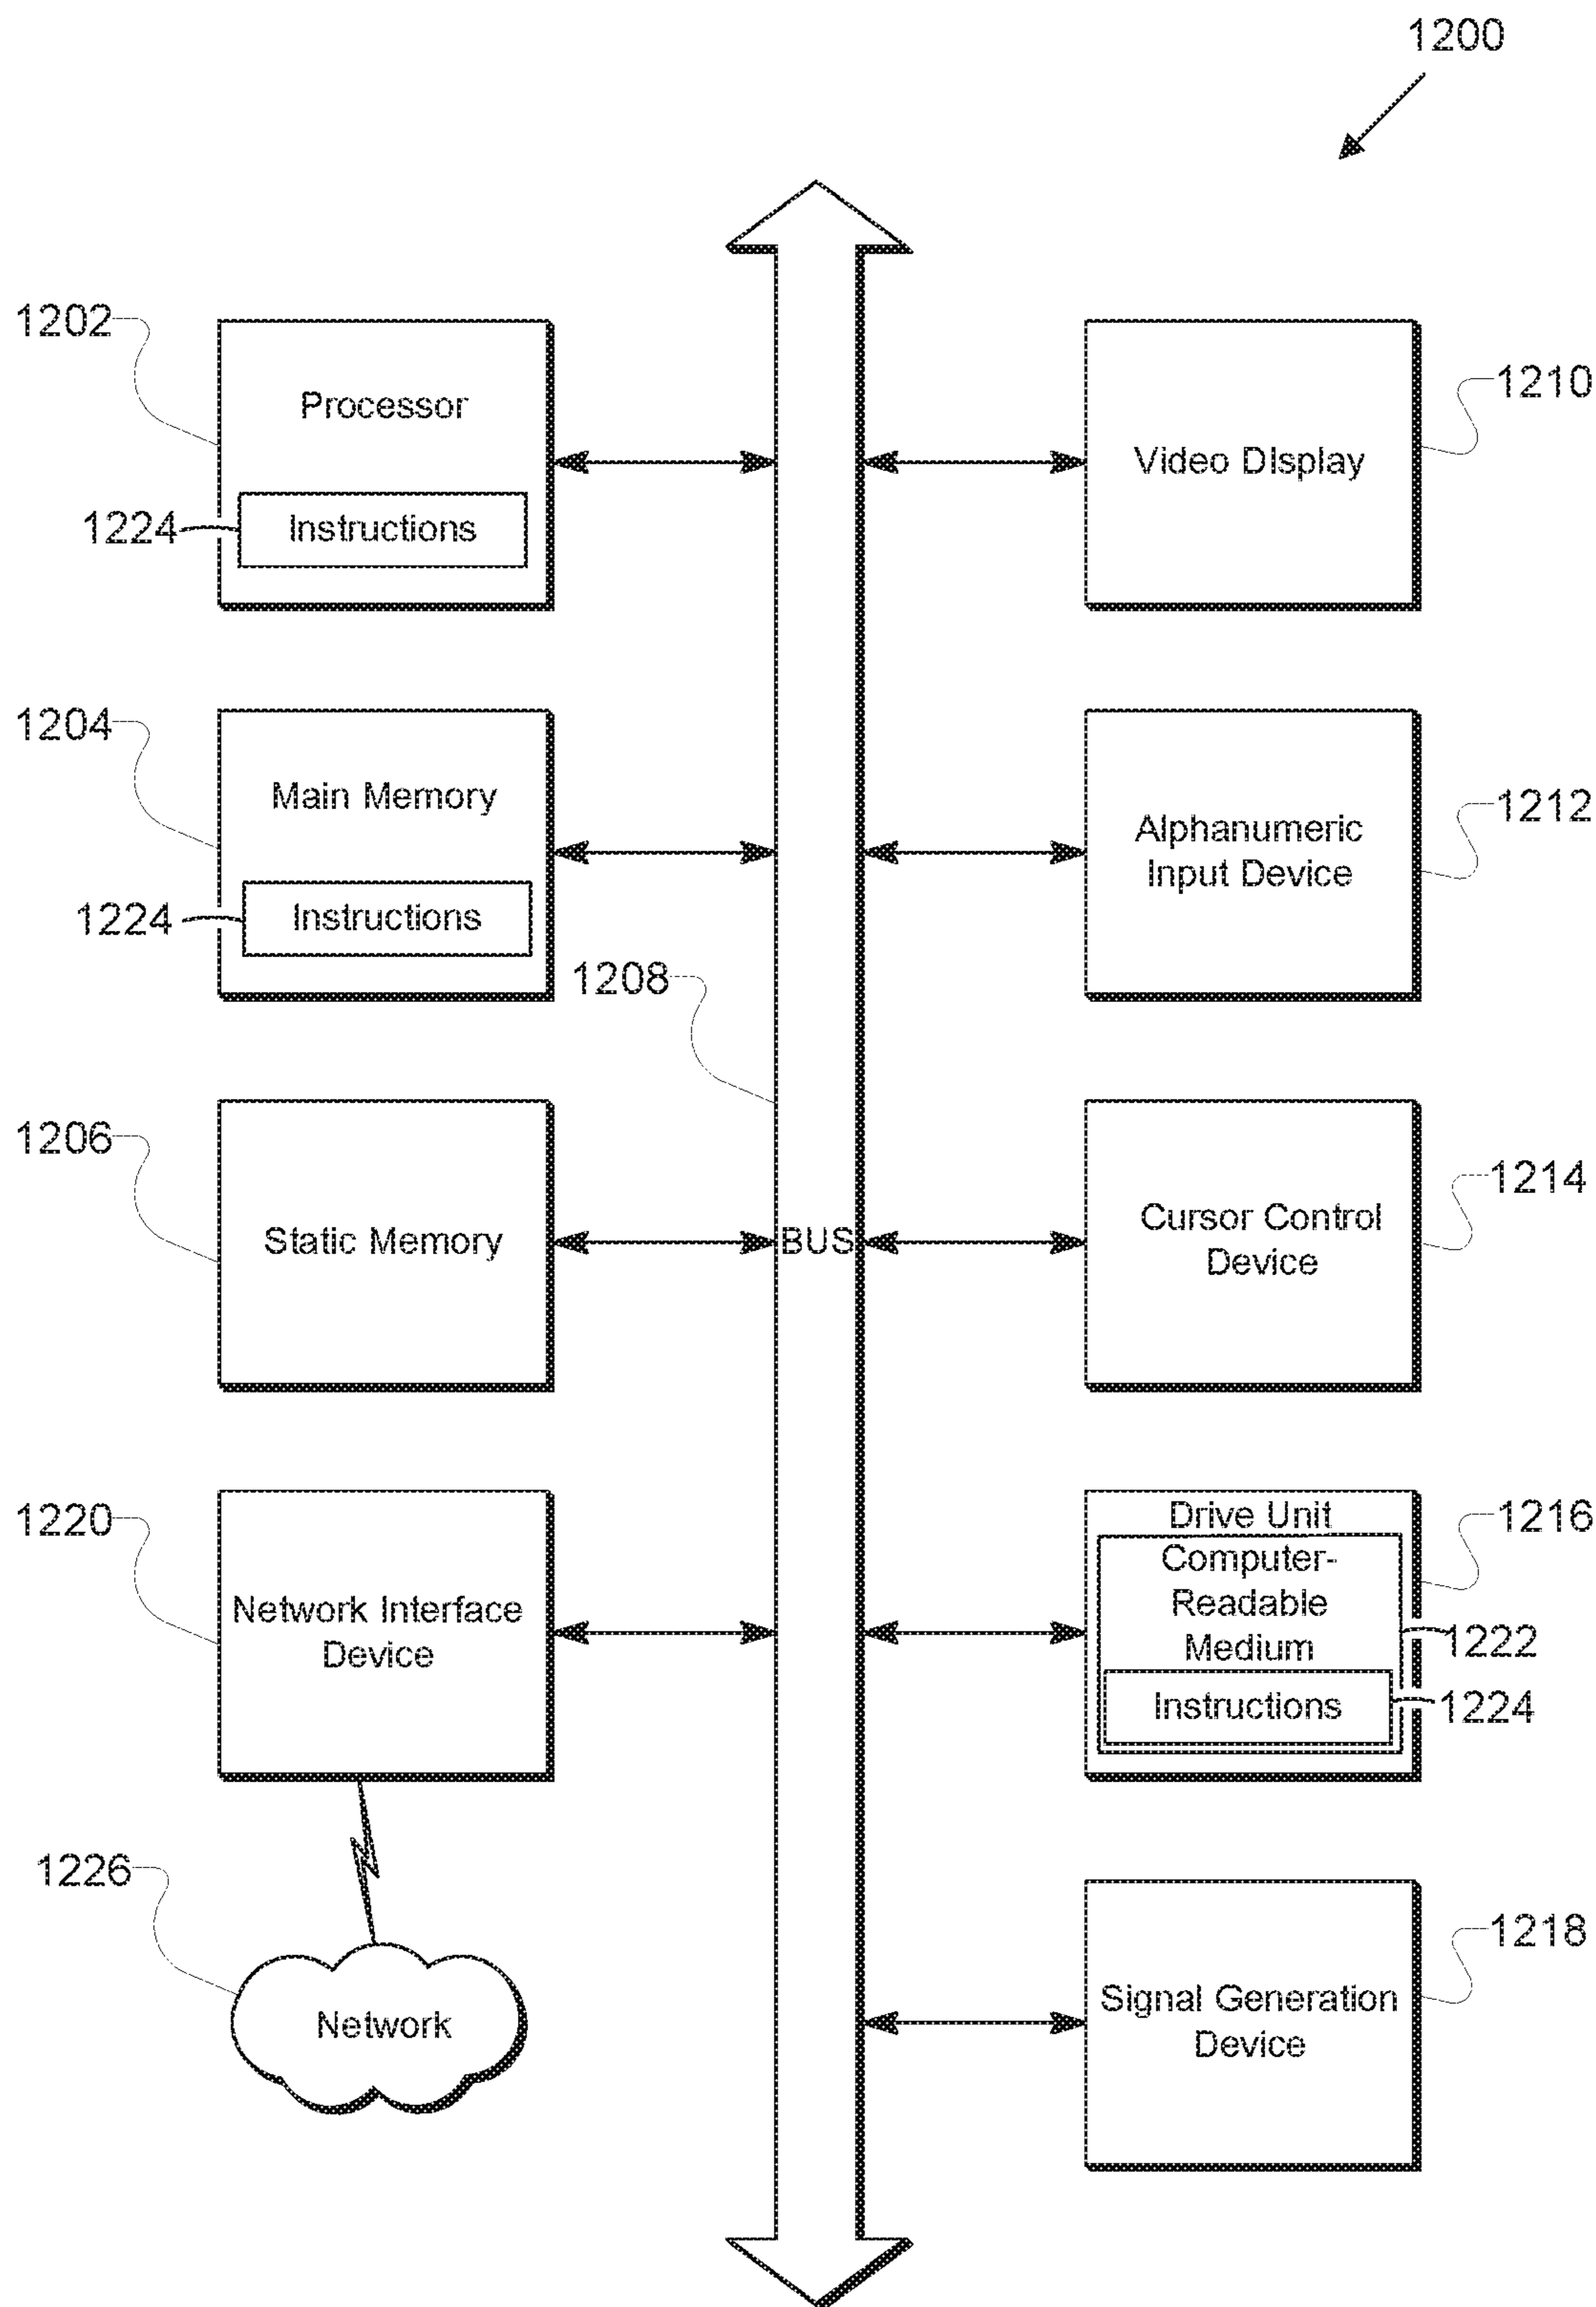 1200
1202
Processor
1224
Instructions
1210
Video DIsplay
1204
Main Memory
1224
Instructions
1212
Alphanumeric
Input Device
1208
1206
Static Memory
BUS
1214
Cursor Control
Device
1220
Network Interface
Device
Drive Unit
1216
Computer-
Readable
Medium
1222
Instructions
1224
1226
Network
1218
Signal Generation
Device